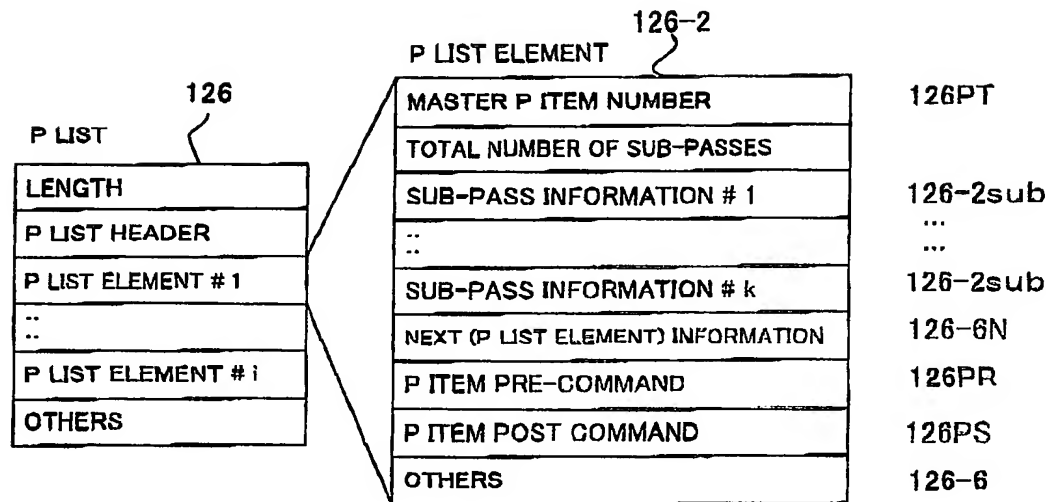 126
P LIST
LENGTH
P LIST HEADER
P LIST ELEMENT # 1
::
P LIST ELEMENT # i
OTHERS
126-2
P LIST ELEMENT
MASTER P ITEM NUMBER 126PT
TOTAL NUMBER OF SUB-PASSES
SUB-PASS INFORMATION # 1 126-2sub
:: ...
...
SUB-PASS INFORMATION # k 126-2sub
NEXT (P LIST ELEMENT) INFORMATION 126-6N
P ITEM PRE-COMMAND 126PR
P ITEM POST COMMAND 126PS
OTHERS 126-6